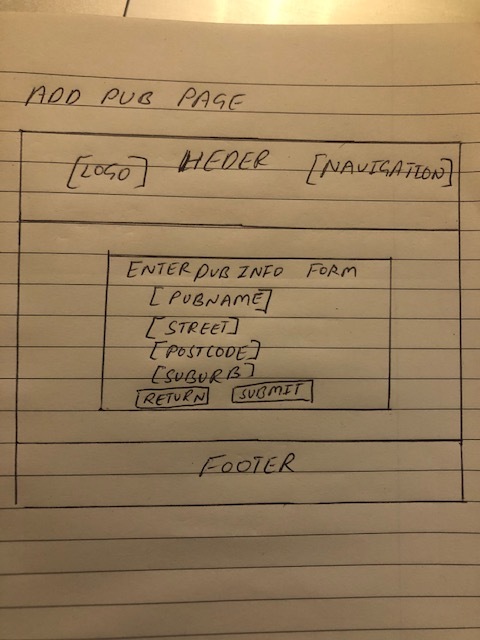 ADD PUB PAGE
[LOGO] HEDER [NAVIGATION]
ENTER PUB INFO FORM
[PUBNAME]
[STREET]
[POSTCODE]
[SUBURB]
RETURN SUBMIT
FOOTER